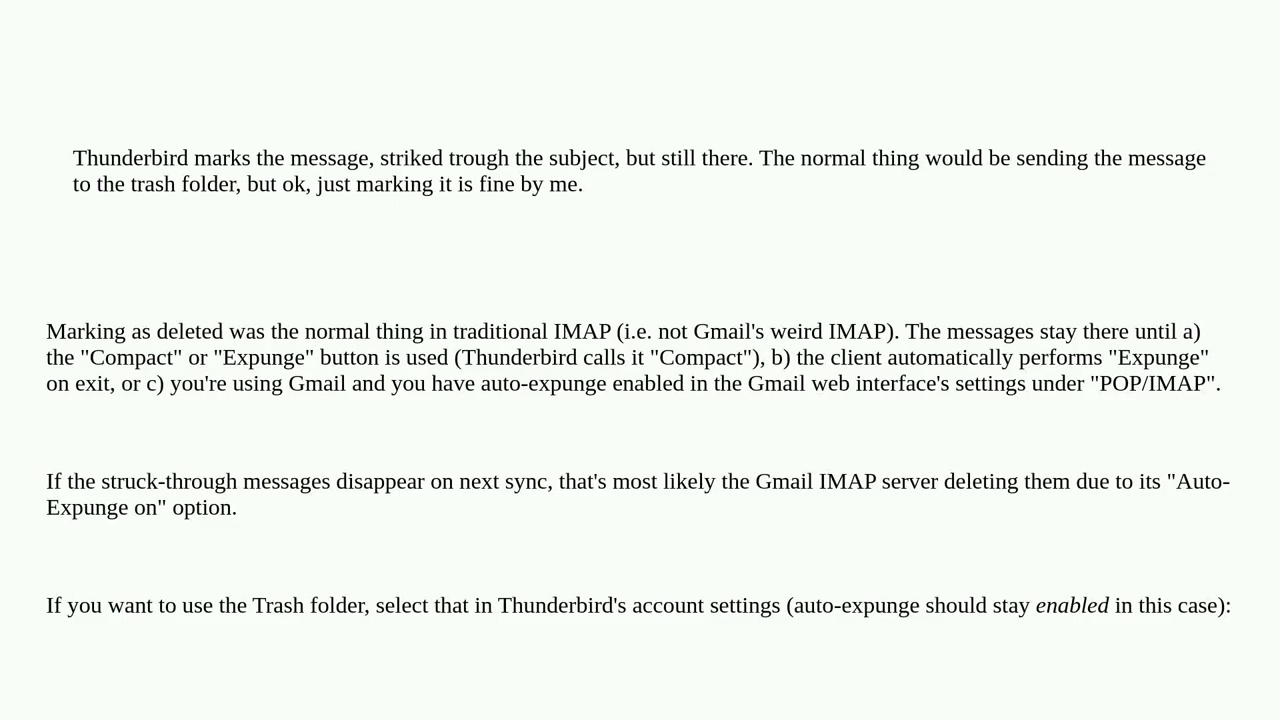 Thunderbird marks the message, striked trough the subject, but still there. The normal thing would be sending the message
to the trash folder, but ok, just marking it is fine by me.
Marking as deleted was the normal thing in traditional IMAP (i.e. not Gmail's weird IMAP). The messages stay there until a)
the "Compact" or "Expunge" button is used (Thunderbird calls it "Compact"), b) the client automatically performs "Expunge"
on exit, or c) you're using Gmail and you have auto-expunge enabled in the Gmail web interface's settings under "POP/IMAP".
If the struck-through messages disappear on next sync, that's most likely the Gmail IMAP server deleting them due to its "Auto-
Expunge on" option.
If you want to use the Trash folder, select that in Thunderbird's account settings (auto-expunge should stay enabled in this case):